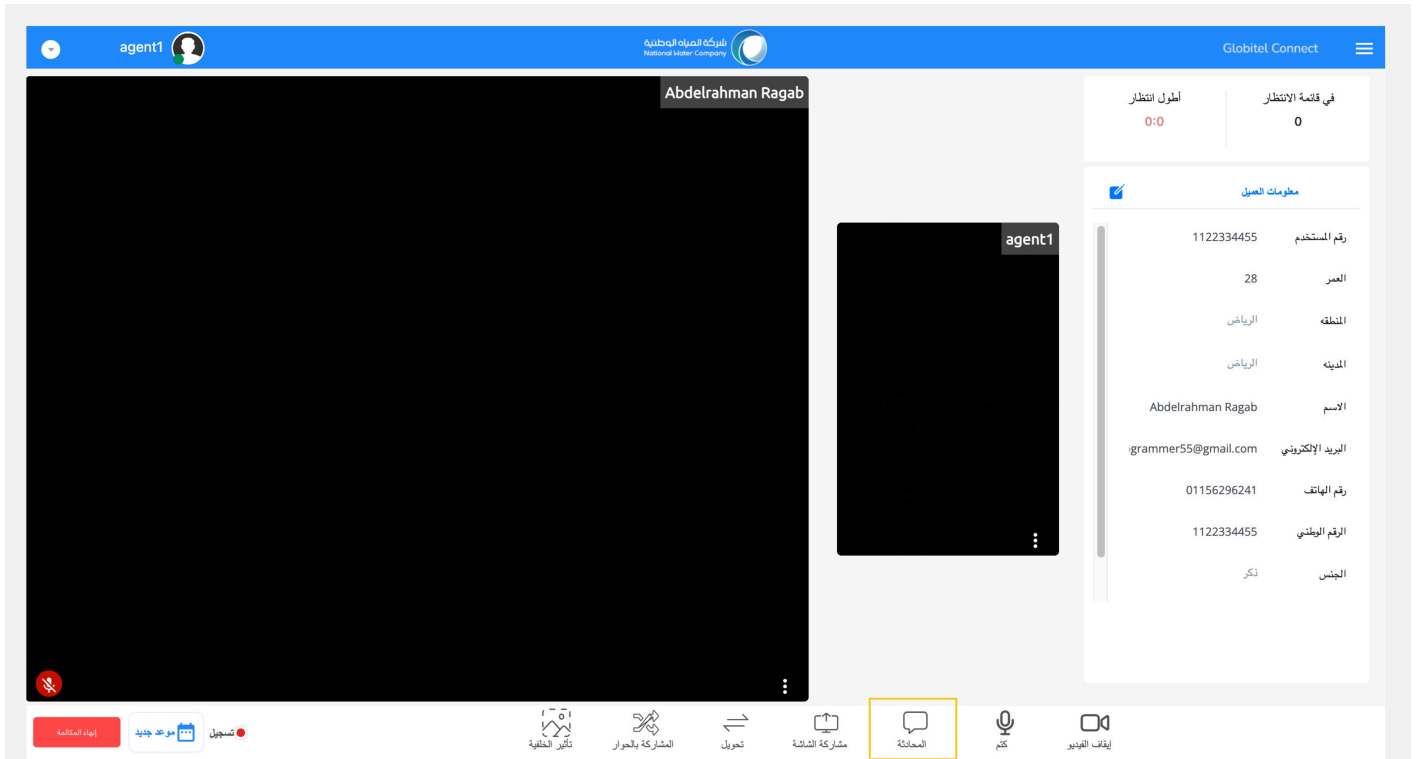 Globitel Connect
شركة المياه الوطنية
National Water Company
agent1
Abdelrahman Ragab
agent1
في قائمة الانتظار
0
أطول انتظار
0:0
معلومات العميل
رقم المستخدم 1122334455
العمر 28
المنطقه الرياض
المدينه الرياض
الاسم Abdelrahman Ragab
البريد الإلكتروني grammer55@gmail.com
رقم الهاتف 01156296241
الرقم الوطني 1122334455
الجنس ذكر
إيقاف الفيديو
كتم
المحادثة
مشاركة الشاشة
تحويل
المشاركة بالحوار
تأثير الخلفية
تسجيل
موعد جديد
إنهاء المكالمة